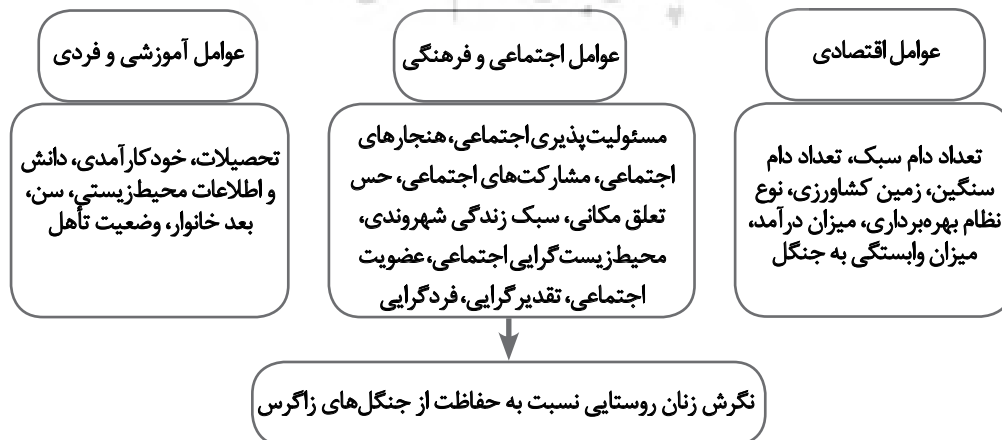 عوامل اقتصادی
تعداد دام سبک، تعداد دام
سنگین، زمین کشاورزی، نوع
نظام بهره‌برداری، میزان درآمد،
میزان وابستگی به جنگل
عوامل اجتماعی و فرهنگی
مسئولیت‌پذیری اجتماعی، هنجارهای
اجتماعی، مشارکت‌های اجتماعی، حس
تعلق مکانی، سبک زندگی شهروندی،
محیط‌زیست‌گرایی اجتماعی، عضویت
اجتماعی، تقدیرگرایی، فردگرایی
عوامل آموزشی و فردی
تحصیلات، خودکارآمدی، دانش
و اطلاعات محیط‌زیستی، سن،
بعد خانوار، وضعیت تأهل
نگرش زنان روستایی نسبت به حفاظت از جنگل‌های زاگرس